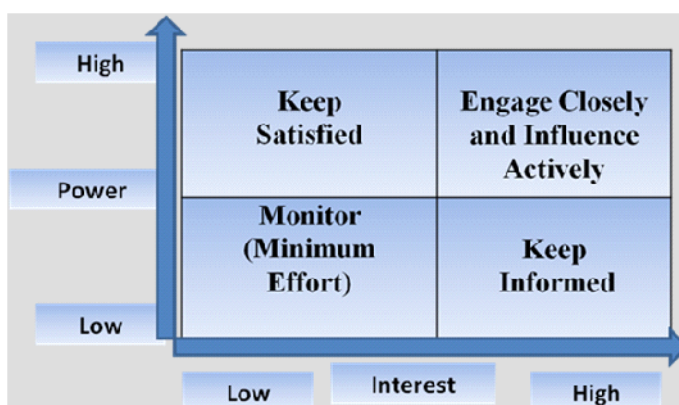 High
Keep
Satisfied
Engage Closely
and Influence
Actively
Power
Monitor
(Minimum
Effort)
Keep
Informed
Low
Low
Interest
High